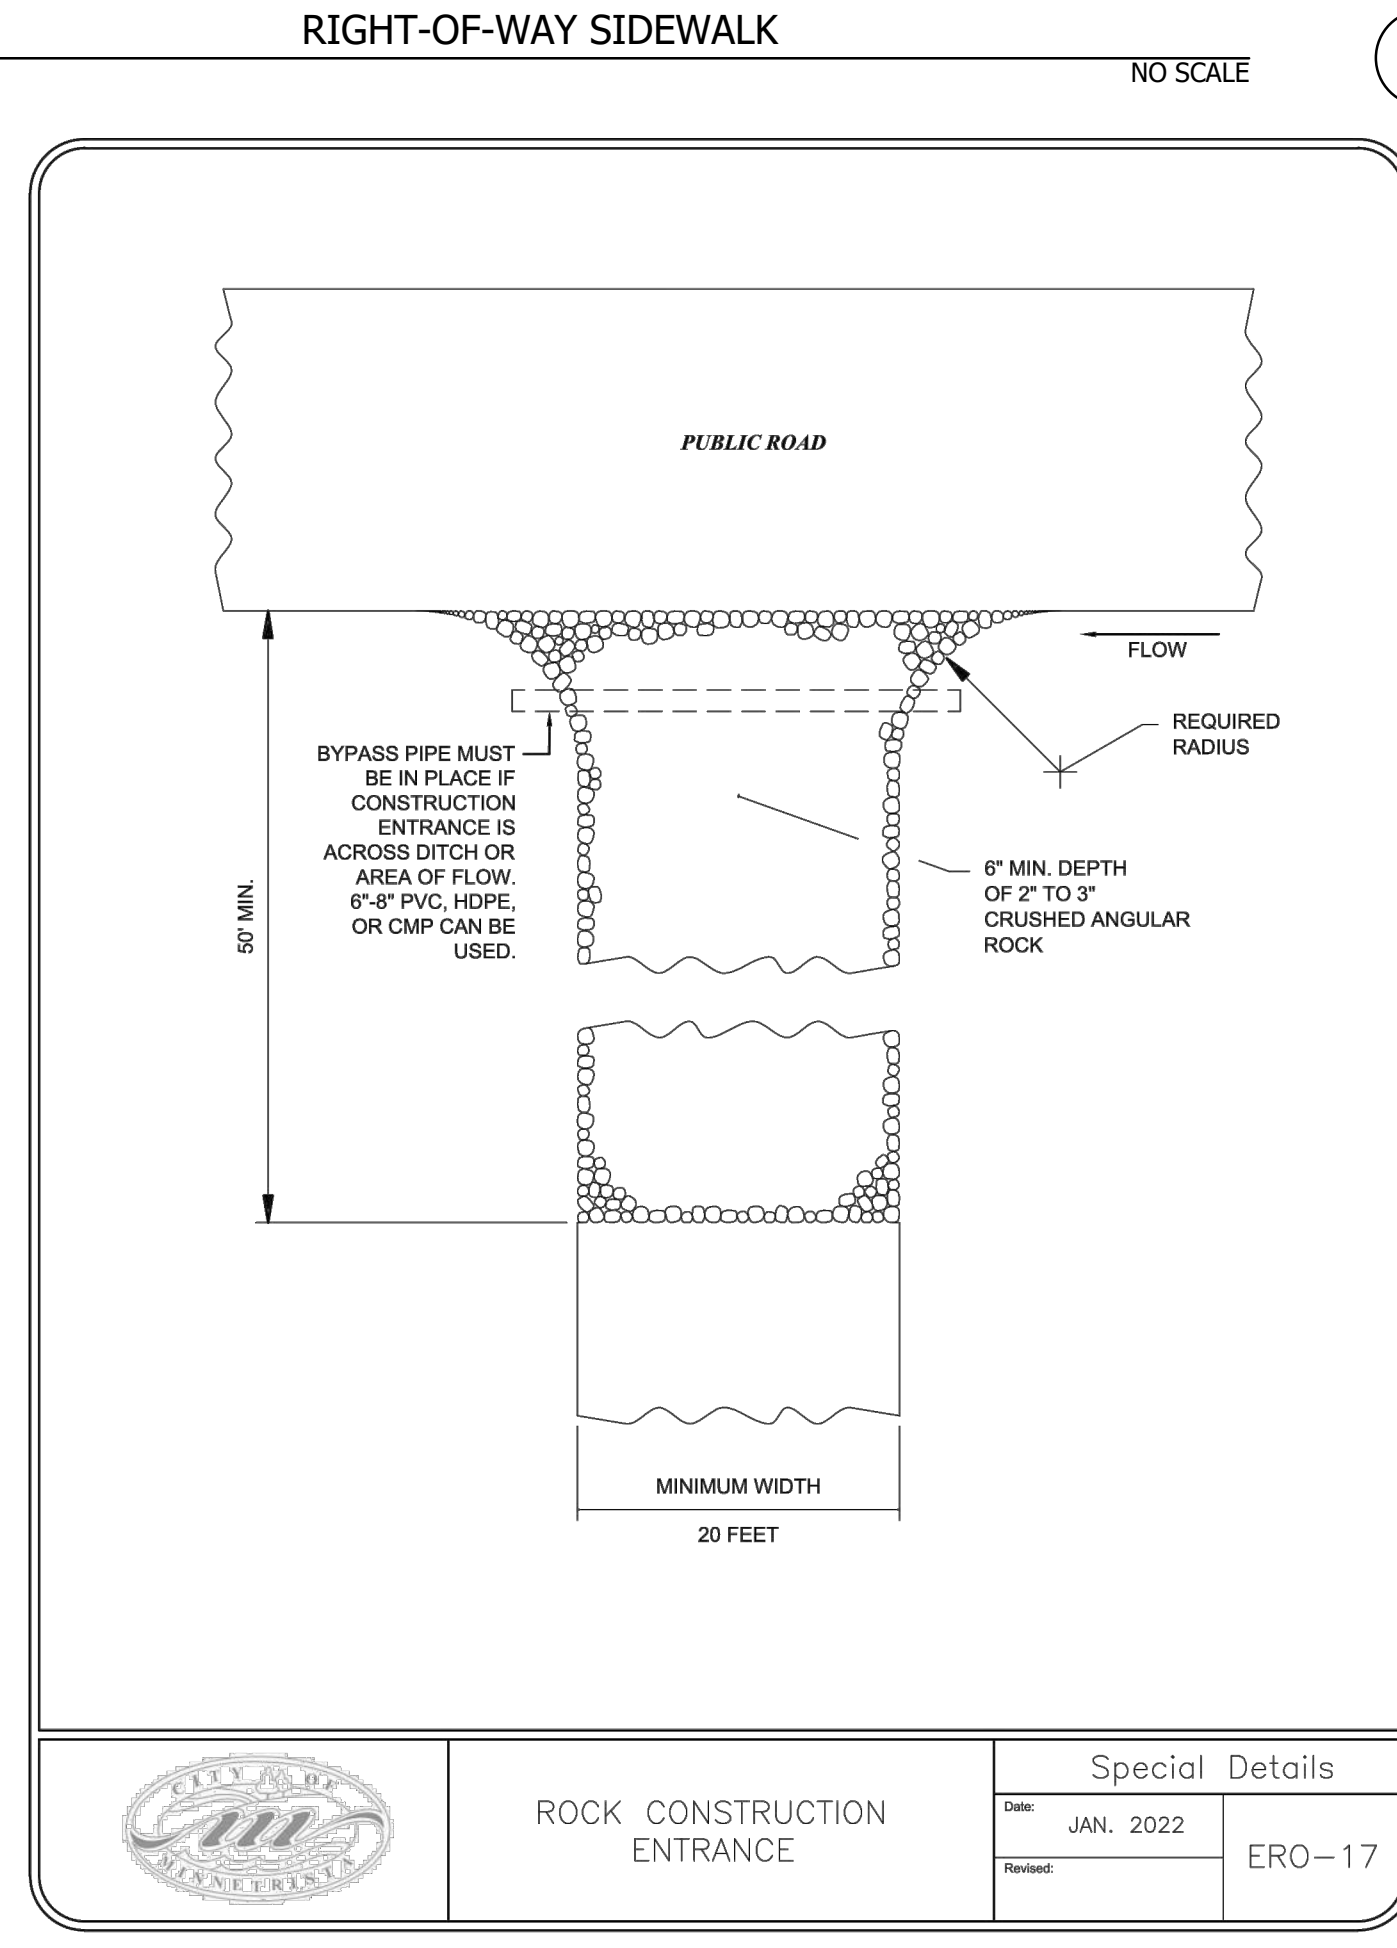 RIGHT-OF-WAY SIDEWALK
NO SCALE
PUBLIC ROAD
FLOW
REQUIRED
RADIUS
BYPASS PIPE MUST
BE IN PLACE IF
CONSTRUCTION
ENTRANCE IS
ACROSS DITCH OR
AREA OF FLOW.
6"-8" PVC, HDPE,
OR CMP CAN BE
USED.
6" MIN. DEPTH
OF 2" TO 3"
CRUSHED ANGULAR
ROCK
50' MIN.
MINIMUM WIDTH
20 FEET
CITY OF
MINNETRISTA
ROCK CONSTRUCTION
ENTRANCE
Special Details
Date:
JAN. 2022
Revised:
ERO-17